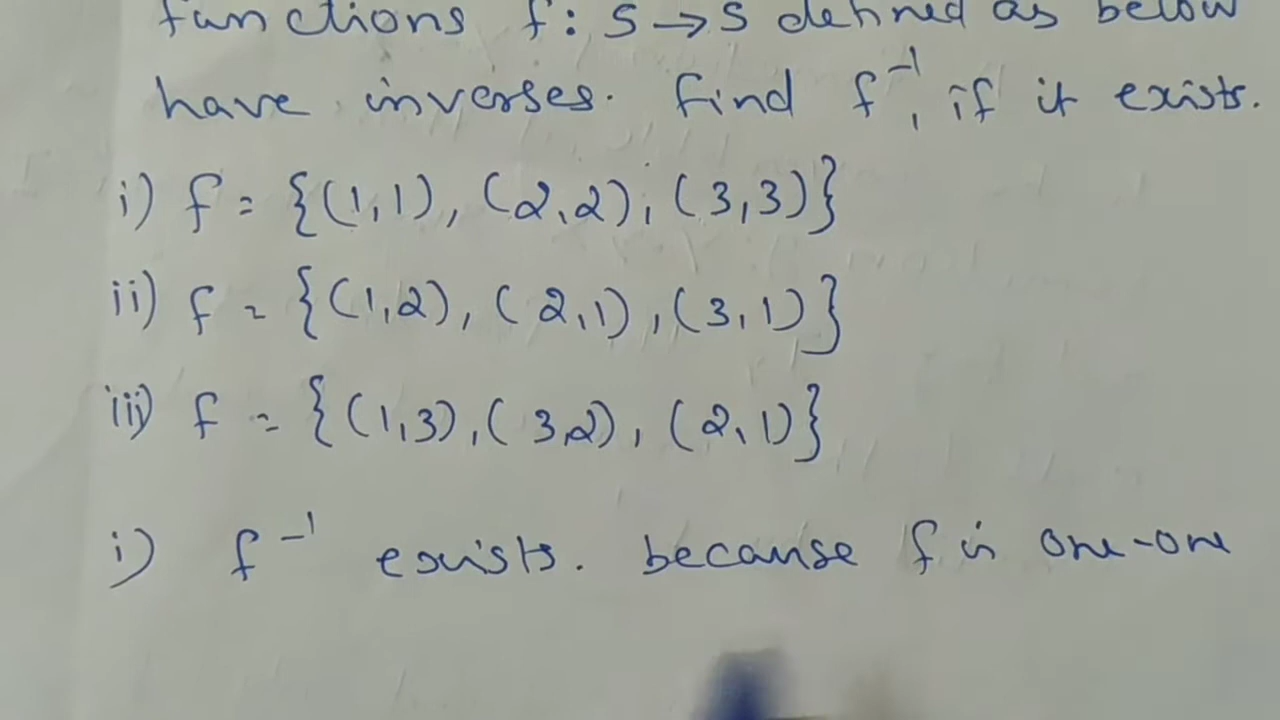 functions f: S→S defined as below
have inverses. find f⁻¹, if it exists.
i) f = {(1,1), (2,2), (3,3)}
ii) f = {(1,2), (2,1), (3,1)}
iii) f = {(1,3), (3,2), (2,1)}
i) f⁻¹ exists. because f is one-one